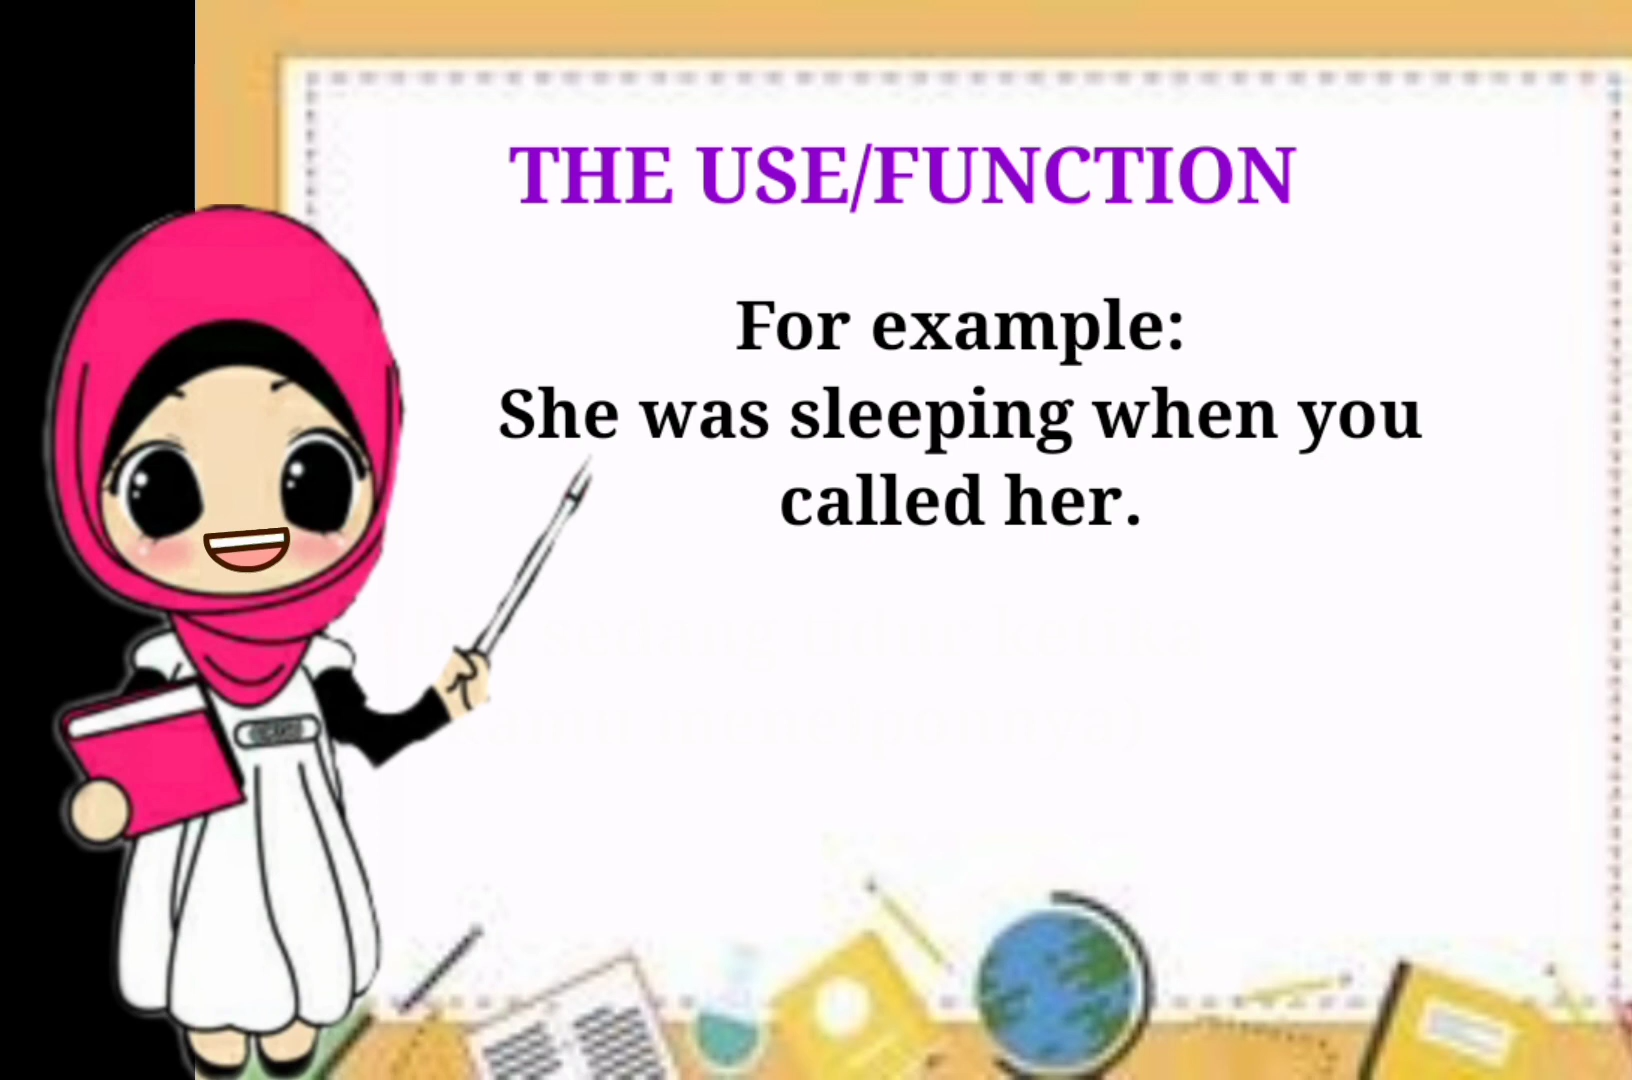 THE USE/FUNCTION
For example:
She was sleeping when you
called her.